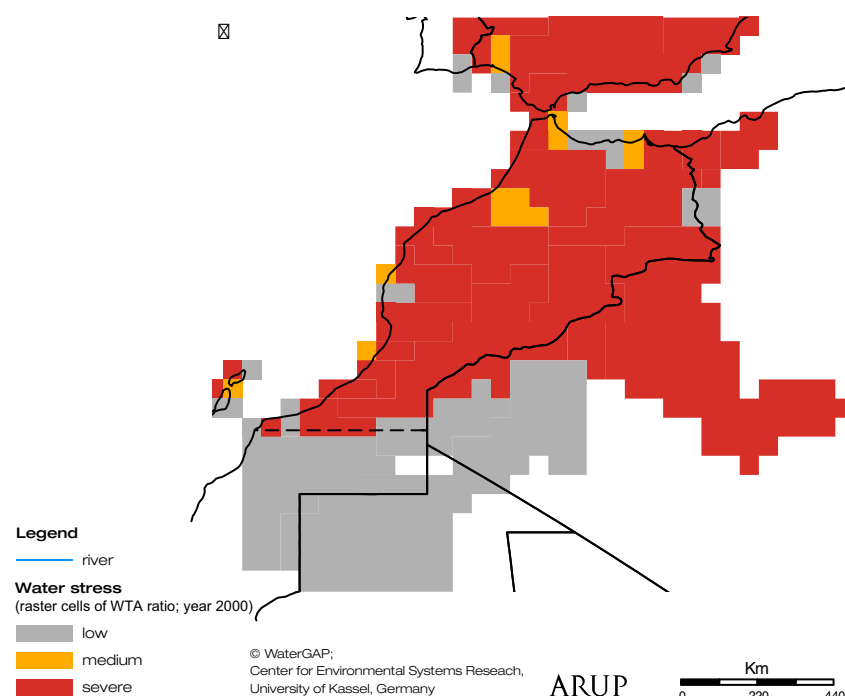 Legend
river
Water stress
(raster cells of WTA ratio; year 2000)
low
medium
severe
© WaterGAP;
Center for Environmental Systems Reseach,
University of Kassel, Germany
ARUP
Km
0 220 440